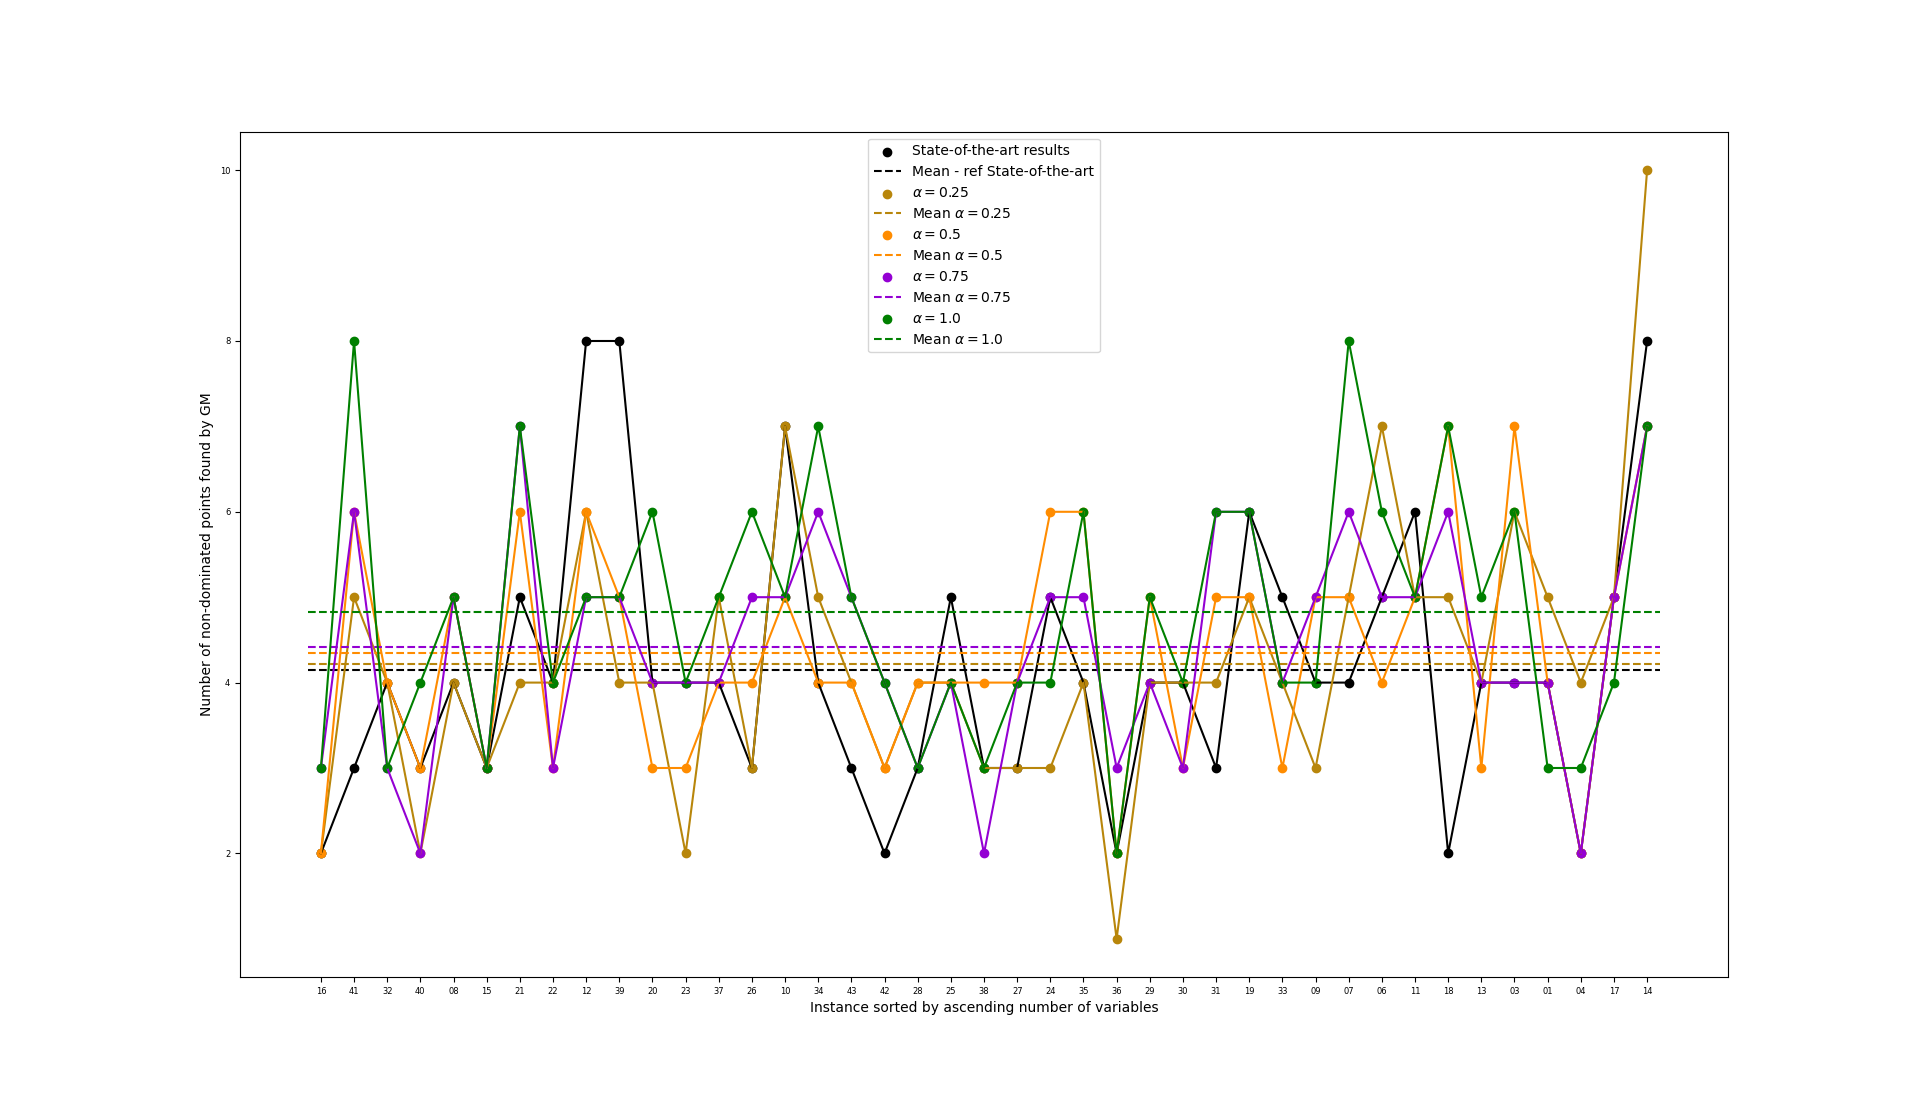 State-of-the-art results
Mean - ref State-of-the-art
α = 0.25
Mean α = 0.25
α = 0.5
Mean α = 0.5
α = 0.75
Mean α = 0.75
α = 1.0
Mean α = 1.0
10
8
6
4
2
Number of non-dominated points found by GM
16 41 32 40 08 15 21 22 12 39 20 23 37 26 10 34 43 42 28 25 38 27 24 35 36 29 30 31 19 33 09 07 06 11 18 13 03 01 04 17 14
Instance sorted by ascending number of variables